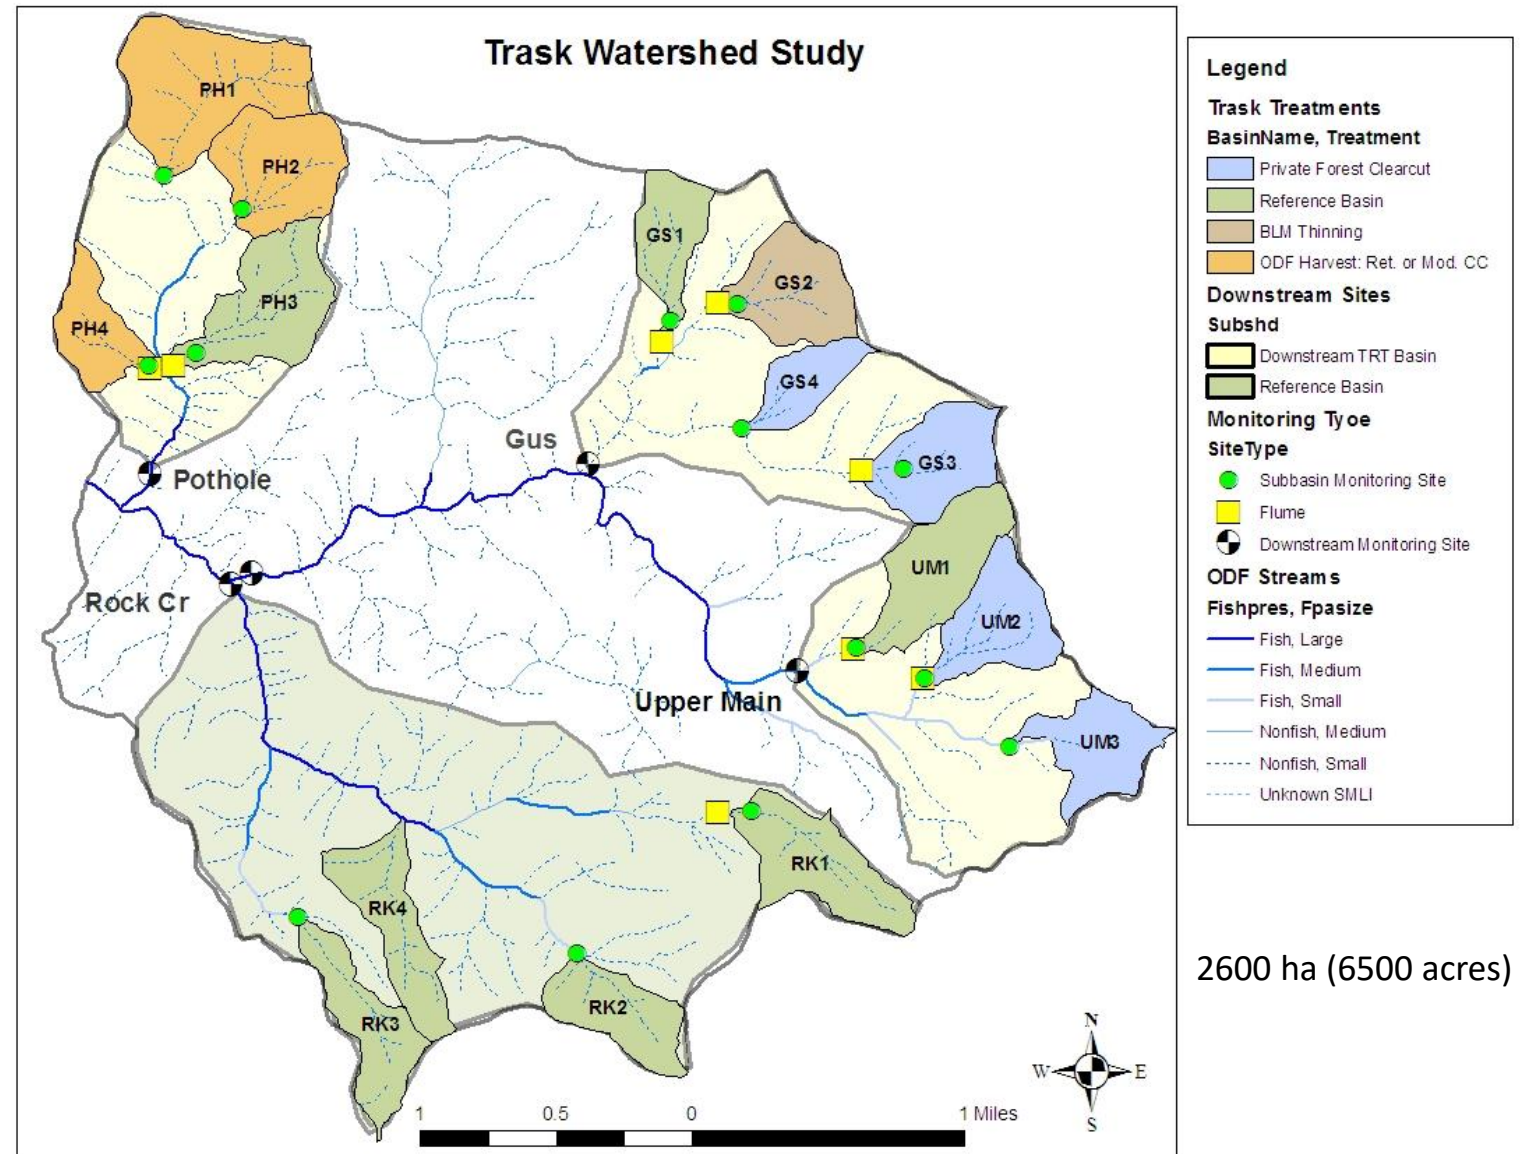 Trask Watershed Study
PH1
PH2
PH3
PH4
GS1
GS2
GS4
GS3
Gus
Pothole
Rock Cr
UM1
UM2
UM3
Upper Main
RK1
RK4
RK2
RK3
1 0.5 0 1 Miles
N
W E
S
Legend
Trask Treatments
BasinName, Treatment
Private Forest Clearcut
Reference Basin
BLM Thinning
ODF Harvest: Ret. or Mod. CC
Downstream Sites
Subshd
Downstream TRT Basin
Reference Basin
Monitoring Tyoe
SiteType
Subbasin Monitoring Site
Flume
Downstream Monitoring Site
ODF Streams
Fishpres, Fpasize
Fish, Large
Fish, Medium
Fish, Small
Nonfish, Medium
Nonfish, Small
Unknown SMLl
2600 ha (6500 acres)